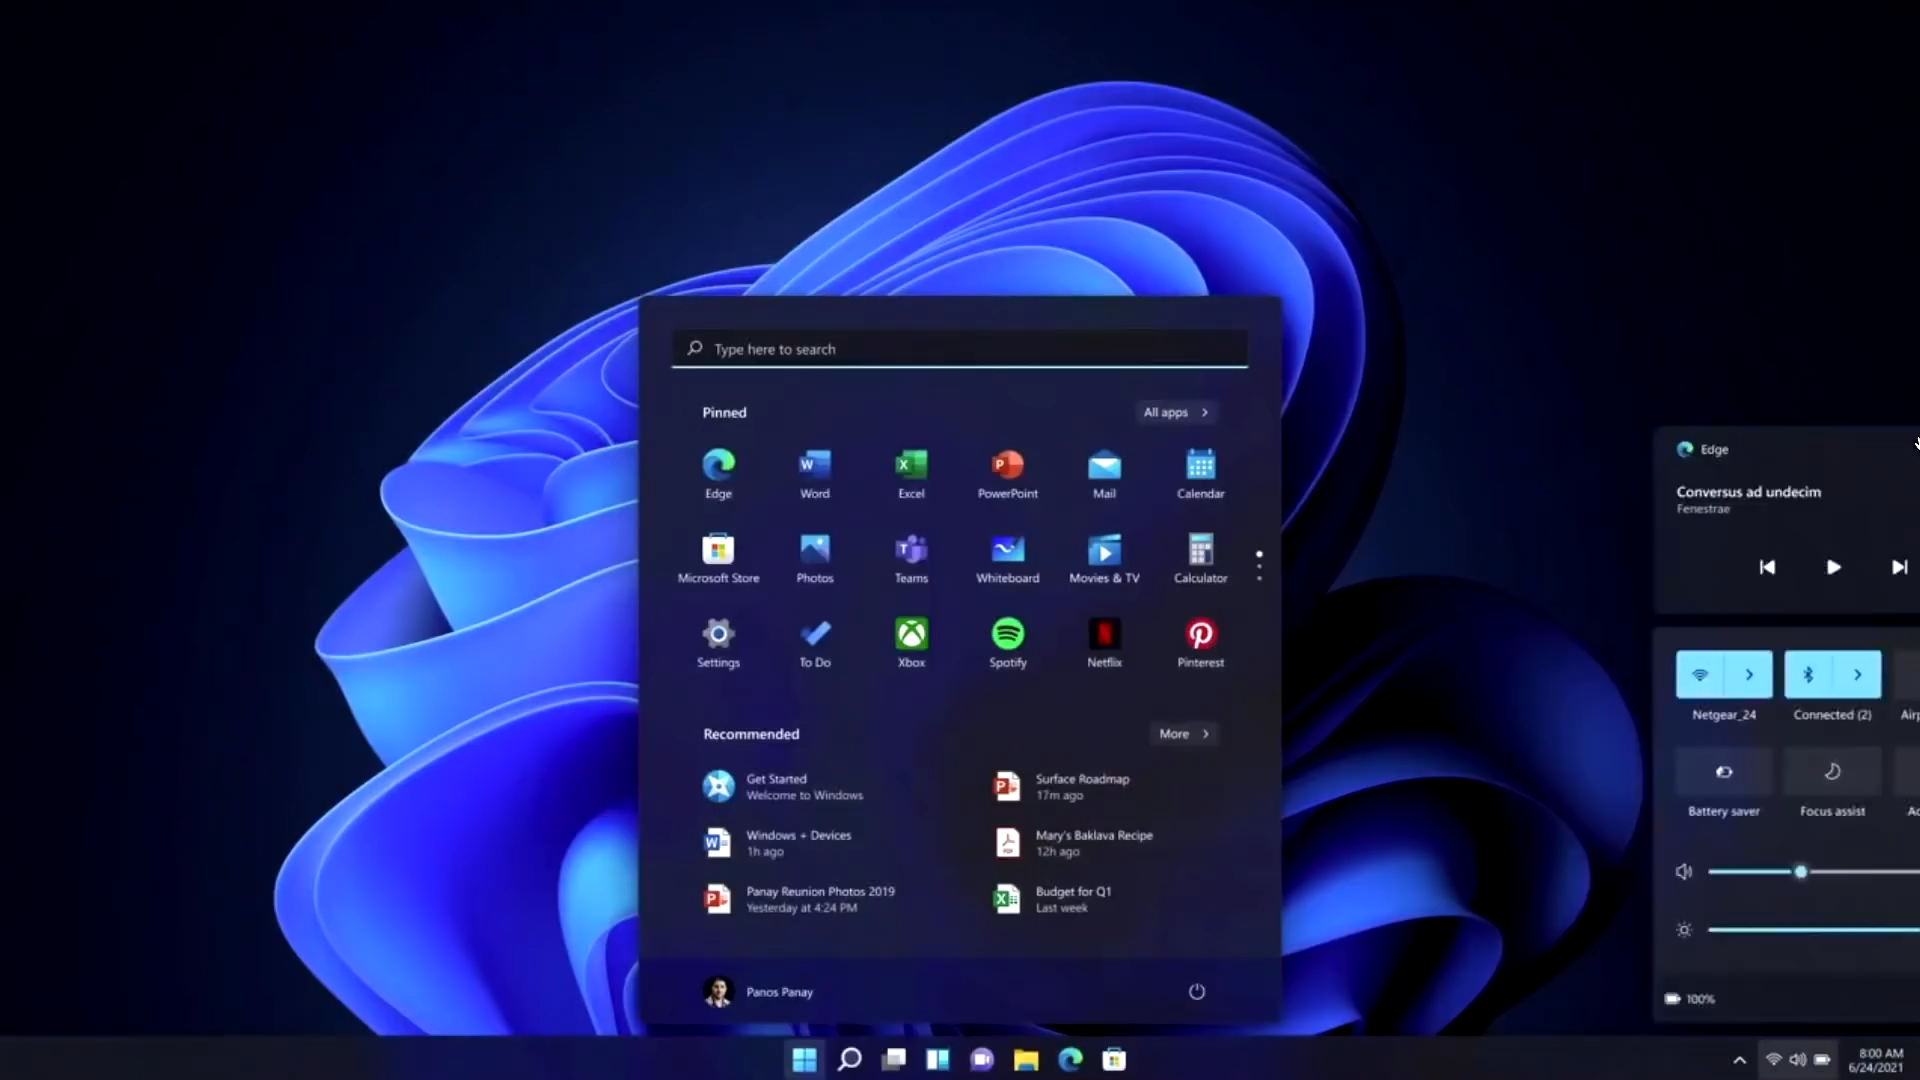 Type here to search
Pinned
All apps
Edge
Word
Excel
PowerPoint
Mail
Calendar
Microsoft Store
Photos
Teams
Whiteboard
Movies & TV
Calculator
Settings
To Do
Xbox
Spotify
Netflix
Pinterest
Recommended
More
Get Started
Welcome to Windows
Surface Roadmap
17m ago
Windows + Devices
1h ago
Mary's Baklava Recipe
12h ago
Panay Reunion Photos 2019
Yesterday at 4:24 PM
Budget for Q1
Last week
Panos Panay
Edge
Conversus ad undecim
Fenestrae
Netgear_24
Connected (2)
Battery saver
Focus assist
100%
8:00 AM
6/24/2021